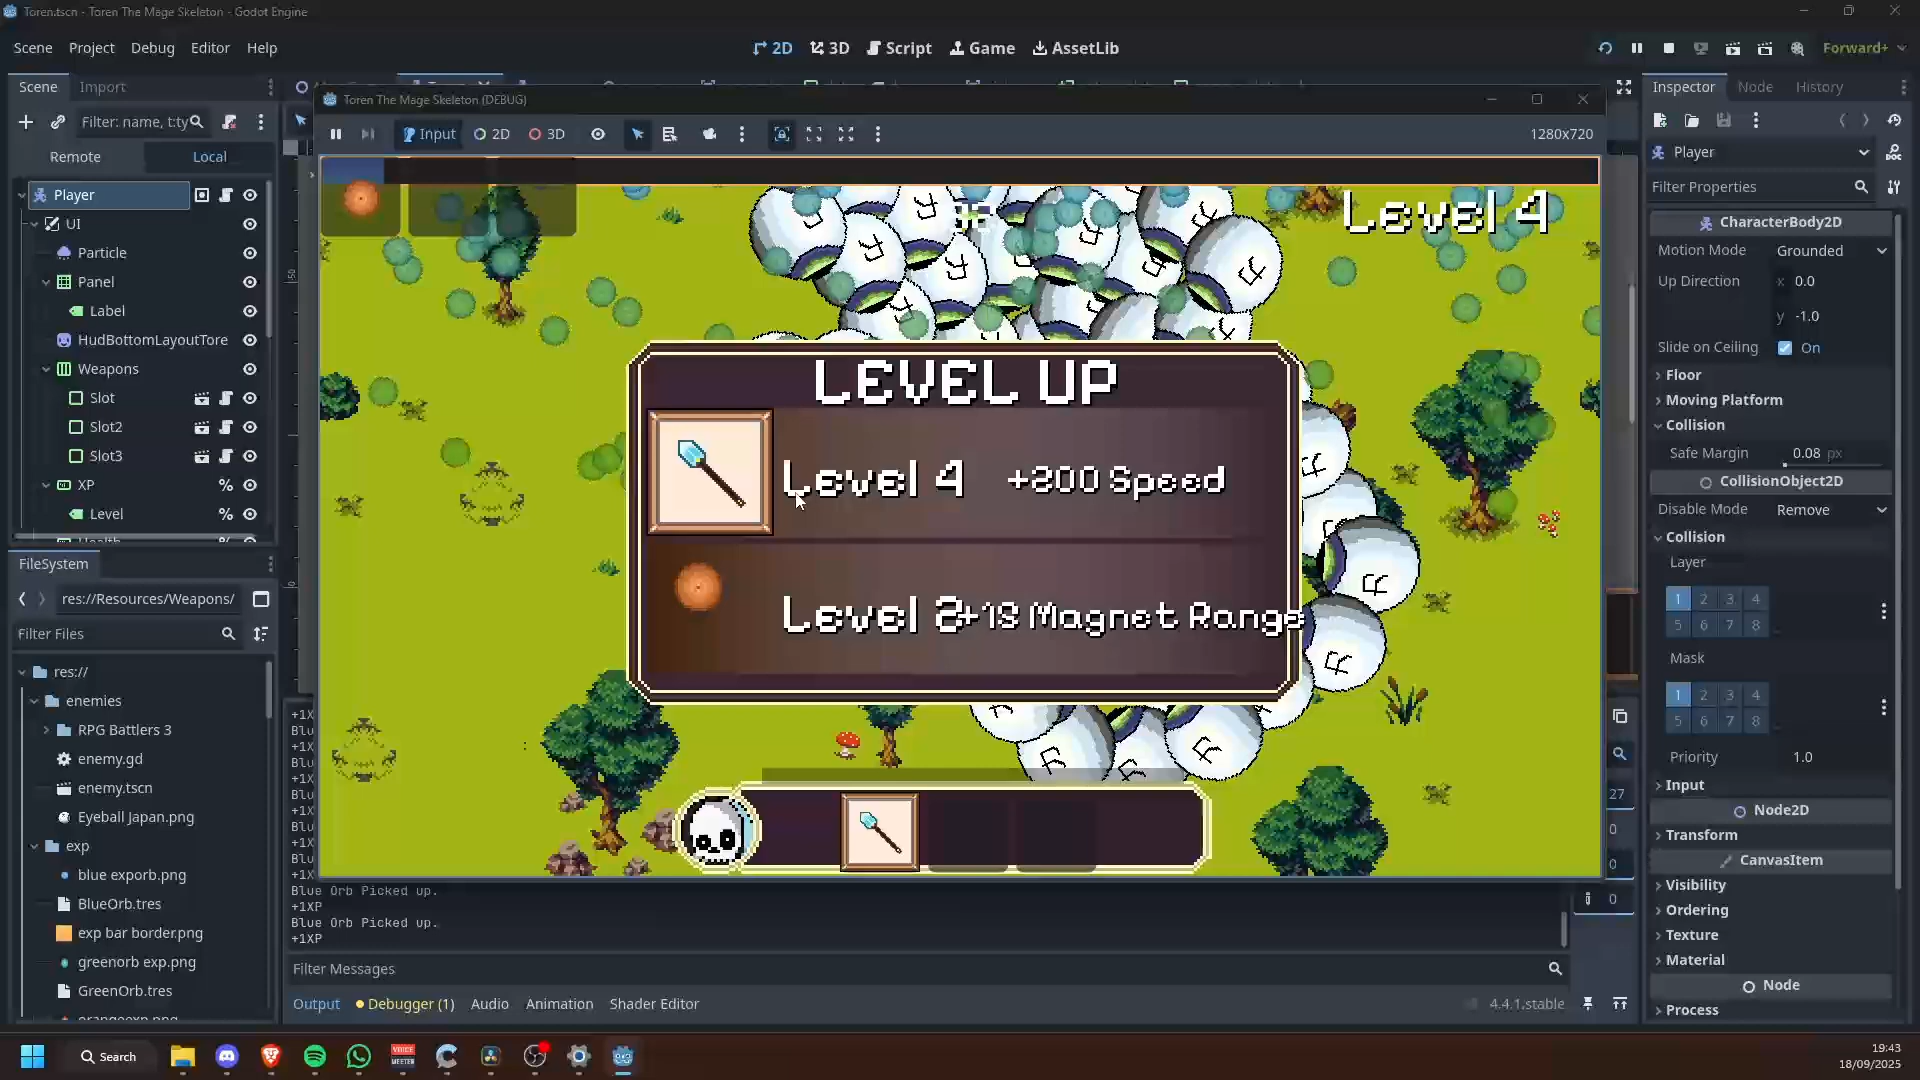 Toren.tscn - Toren The Mage Skeleton - Godot Engine
Scene Project Debug Editor Help
2D 3D Script Game AssetLib
Forward+
Scene Import
Filter: name, t:ty
Remote Local
Player
UI
Particle
Panel
Label
HudBottomLayoutTore
Weapons
Slot
Slot2
Slot3
XP %
Level %
FileSystem
res://Resources/Weapons/
Filter Files
res://
enemies
RPG Battlers 3
enemy.gd
enemy.tscn
Eyeball Japan.png
exp
blue exporb.png
BlueOrb.tres
exp bar border.png
greenorb exp.png
GreenOrb.tres
Toren The Mage Skeleton (DEBUG)
Input 2D 3D
1280x720
Level 4
LEVEL UP
Level 4 +200 Speed
Level 2 +18 Magnet Range
Blue Orb Picked up.
+1XP
Blue Orb Picked up.
+1XP
Filter Messages
Output Debugger (1) Audio Animation Shader Editor
4.4.1.stable
27
0
0
0
Inspector Node History
Player
Filter Properties
CharacterBody2D
Motion Mode Grounded
Up Direction x 0.0
y -1.0
Slide on Ceiling On
Floor
Moving Platform
Collision
Safe Margin 0.08 px
CollisionObject2D
Disable Mode Remove
Collision
Layer
1 2 3 4
5 6 7 8
Mask
1 2 3 4
5 6 7 8
Priority 1.0
Input
Node2D
Transform
CanvasItem
Visibility
Ordering
Texture
Material
Node
Process
Search
VOICE
MEETER
19:43
18/09/2025